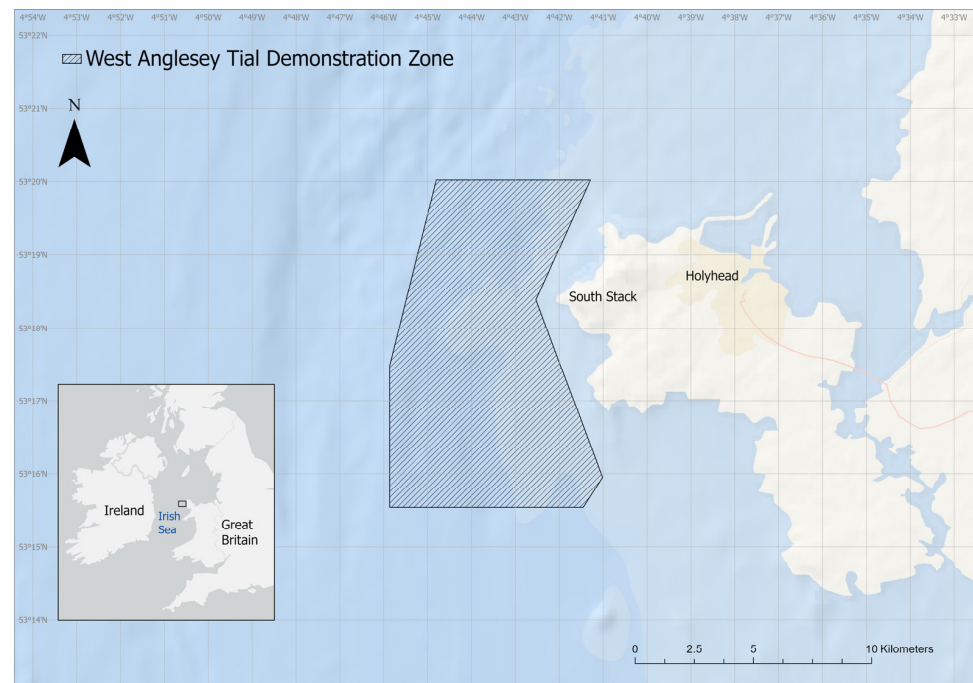 4°54'W 4°53'W 4°52'W 4°51'W 4°50'W 4°49'W 4°48'W 4°47'W 4°46'W 4°45'W 4°44'W 4°43'W 4°42'W 4°41'W 4°40'W 4°39'W 4°38'W 4°37'W 4°36'W 4°35'W 4°34'W 4°33'W
53°22'N
West Anglesey Tial Demonstration Zone
N
53°21'N
53°20'N
53°19'N
Holyhead
South Stack
53°18'N
53°17'N
53°16'N
Ireland
Irish
Sea
Great
Britain
53°15'N
53°14'N
0 2.5 5 10 Kilometers